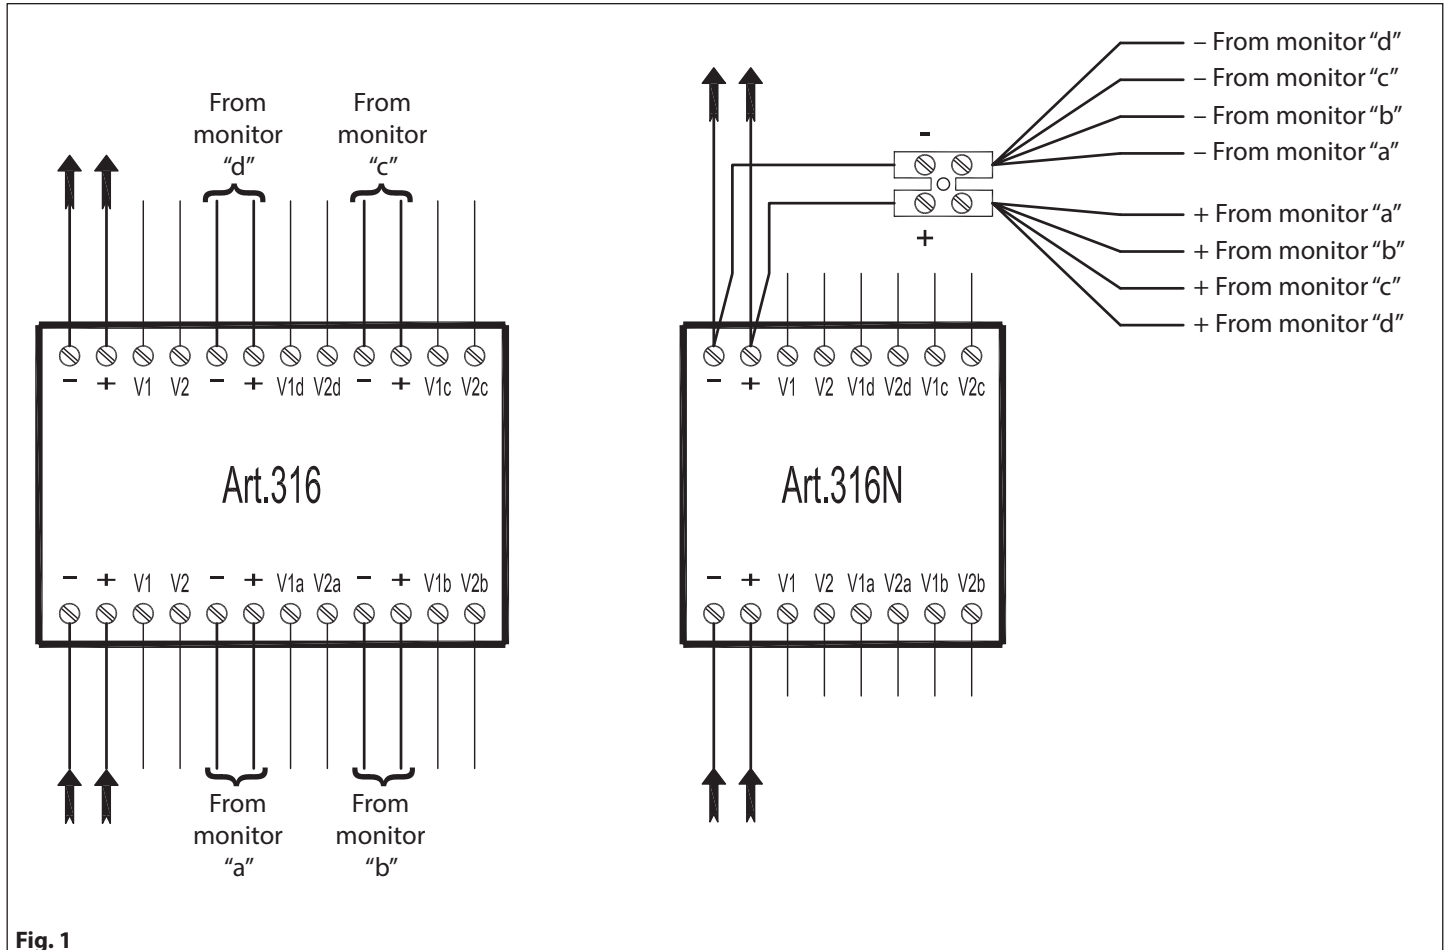 From
monitor
“d”
From
monitor
“c”
– + V1 V2 – + V1d V2d – + V1c V2c
Art.316
– + V1 V2 – + V1a V2a – + V1b V2b
From
monitor
“a”
From
monitor
“b”
-
+
– From monitor “d”
– From monitor “c”
– From monitor “b”
– From monitor “a”
+ From monitor “a”
+ From monitor “b”
+ From monitor “c”
+ From monitor “d”
– + V1 V2 V1d V2d V1c V2c
Art.316N
– + V1 V2 V1a V2a V1b V2b
Fig. 1